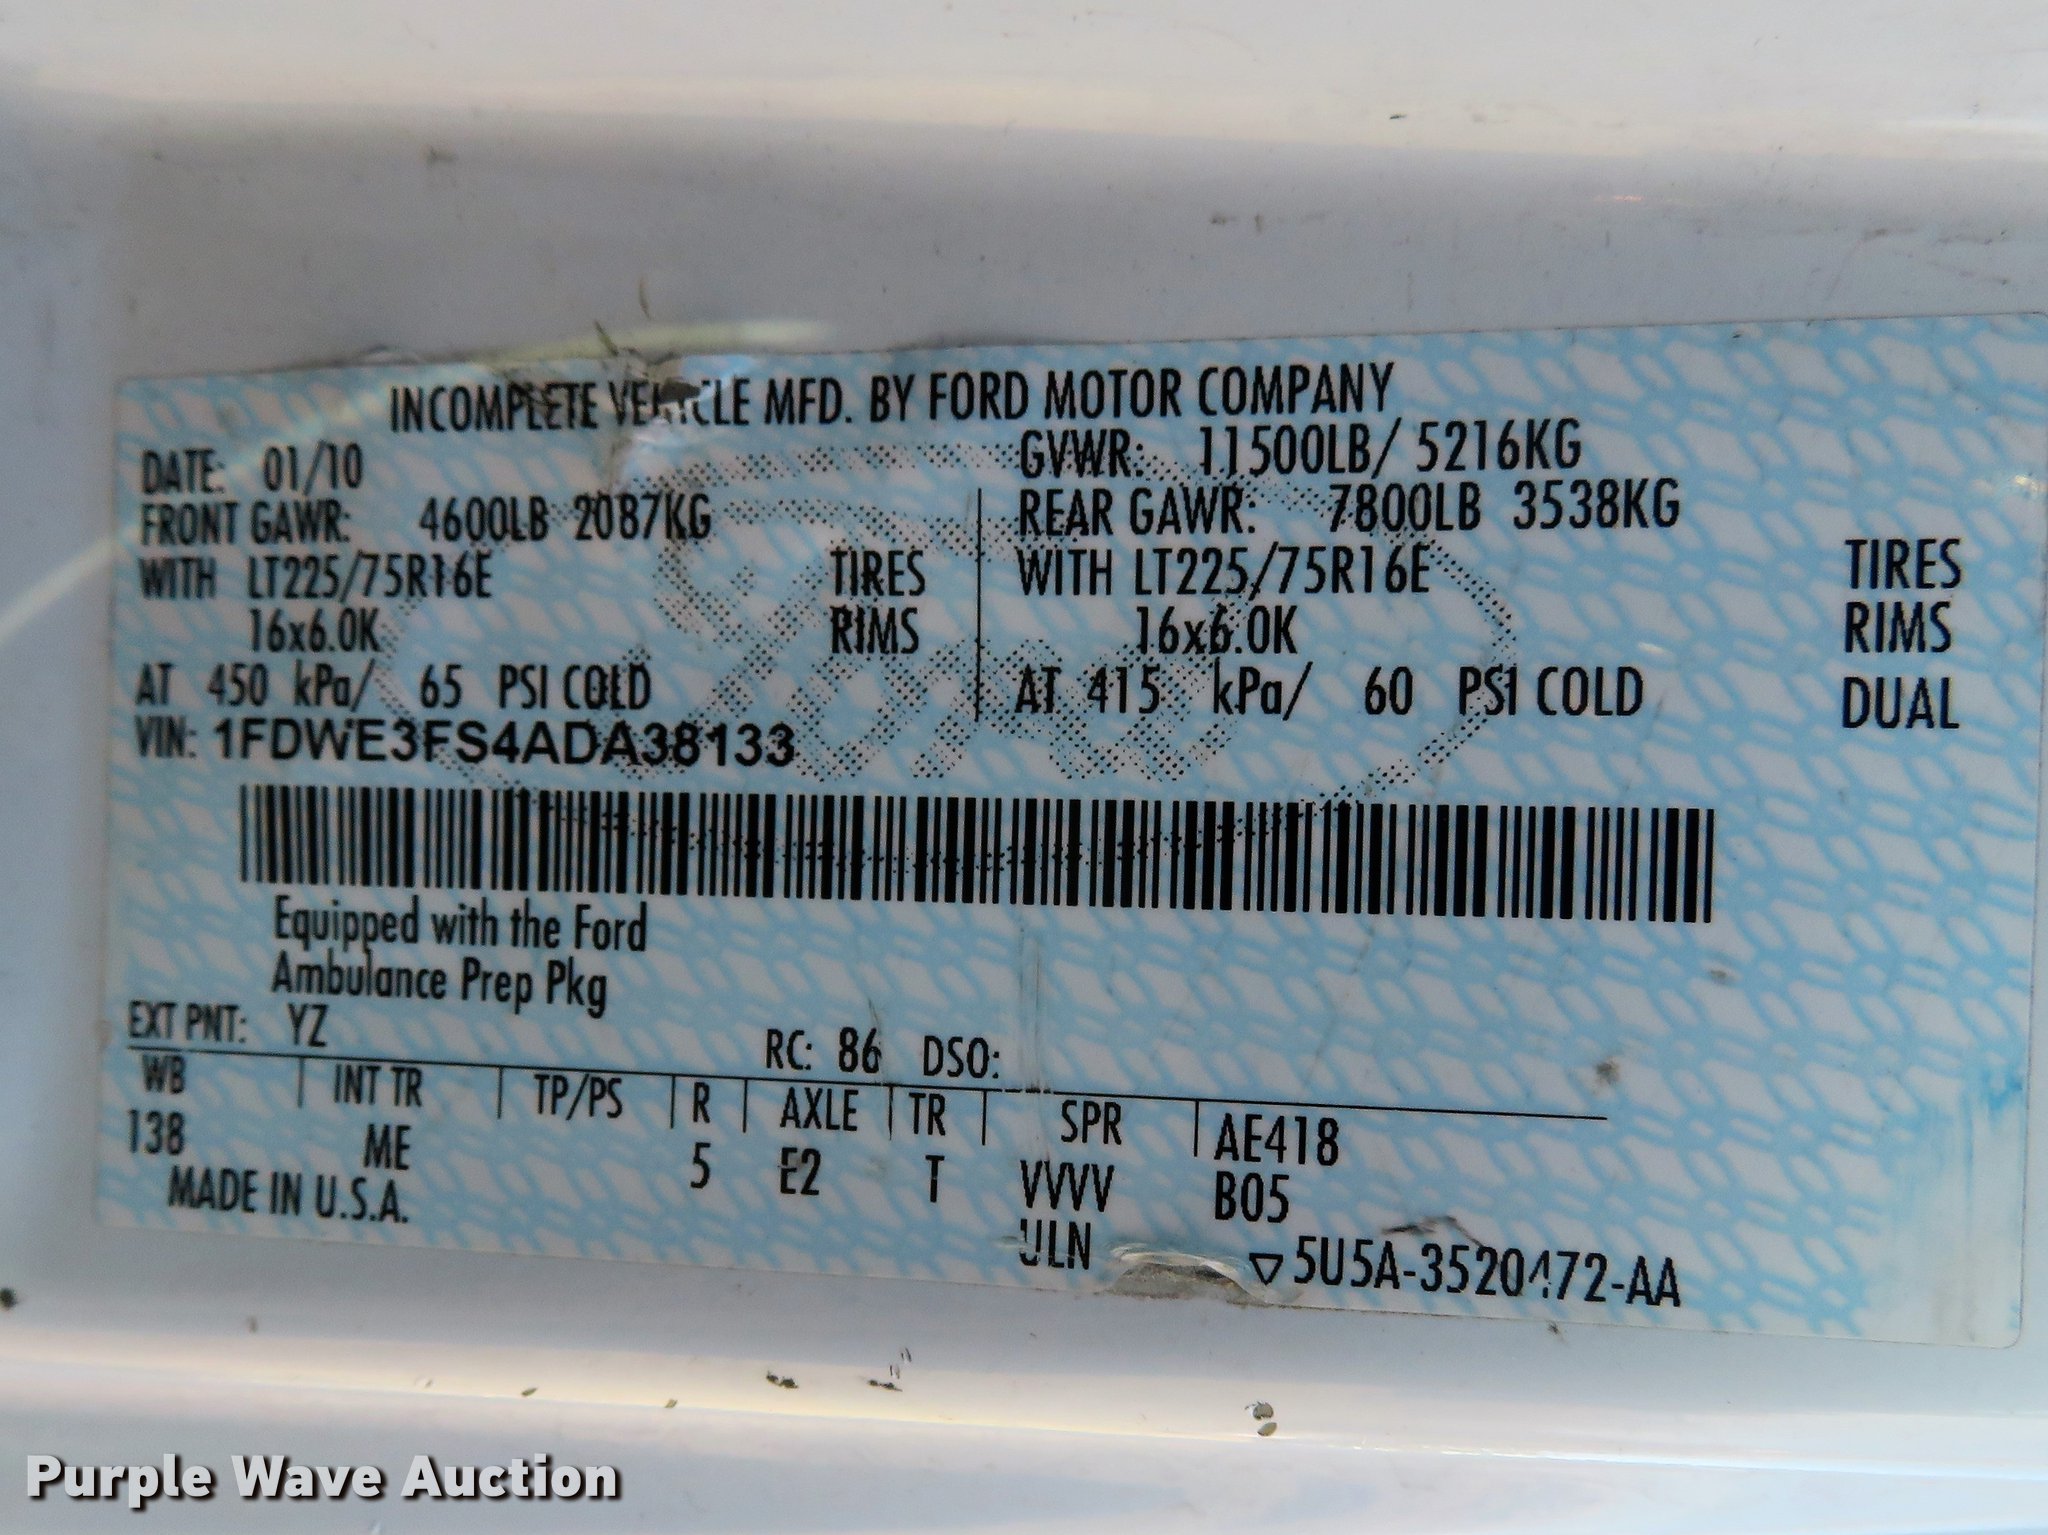 INCOMPLETE VEHICLE MFD. BY FORD MOTOR COMPANY
DATE: 01/10 GVWR: 11500LB/ 5216KG
FRONT GAWR: 4600LB 2087KG REAR GAWR: 7800LB 3538KG
WITH LT225/75R16E TIRES WITH LT225/75R16E TIRES
16x6.0K RIMS 16x6.0K RIMS
AT 450 kPa/ 65 PSI COLD AT 415 kPa/ 60 PSI COLD DUAL
VIN: 1FDWE3FS4ADA38133
Equipped with the Ford
Ambulance Prep Pkg
EXT PNT: YZ RC: 86 DSO:
WB INT TR TP/PS R AXLE TR SPR AE418
138 ME 5 E2 T VVVV B05
MADE IN U.S.A. ULN ▽5U5A-3520472-AA
Ford
Purple Wave Auction